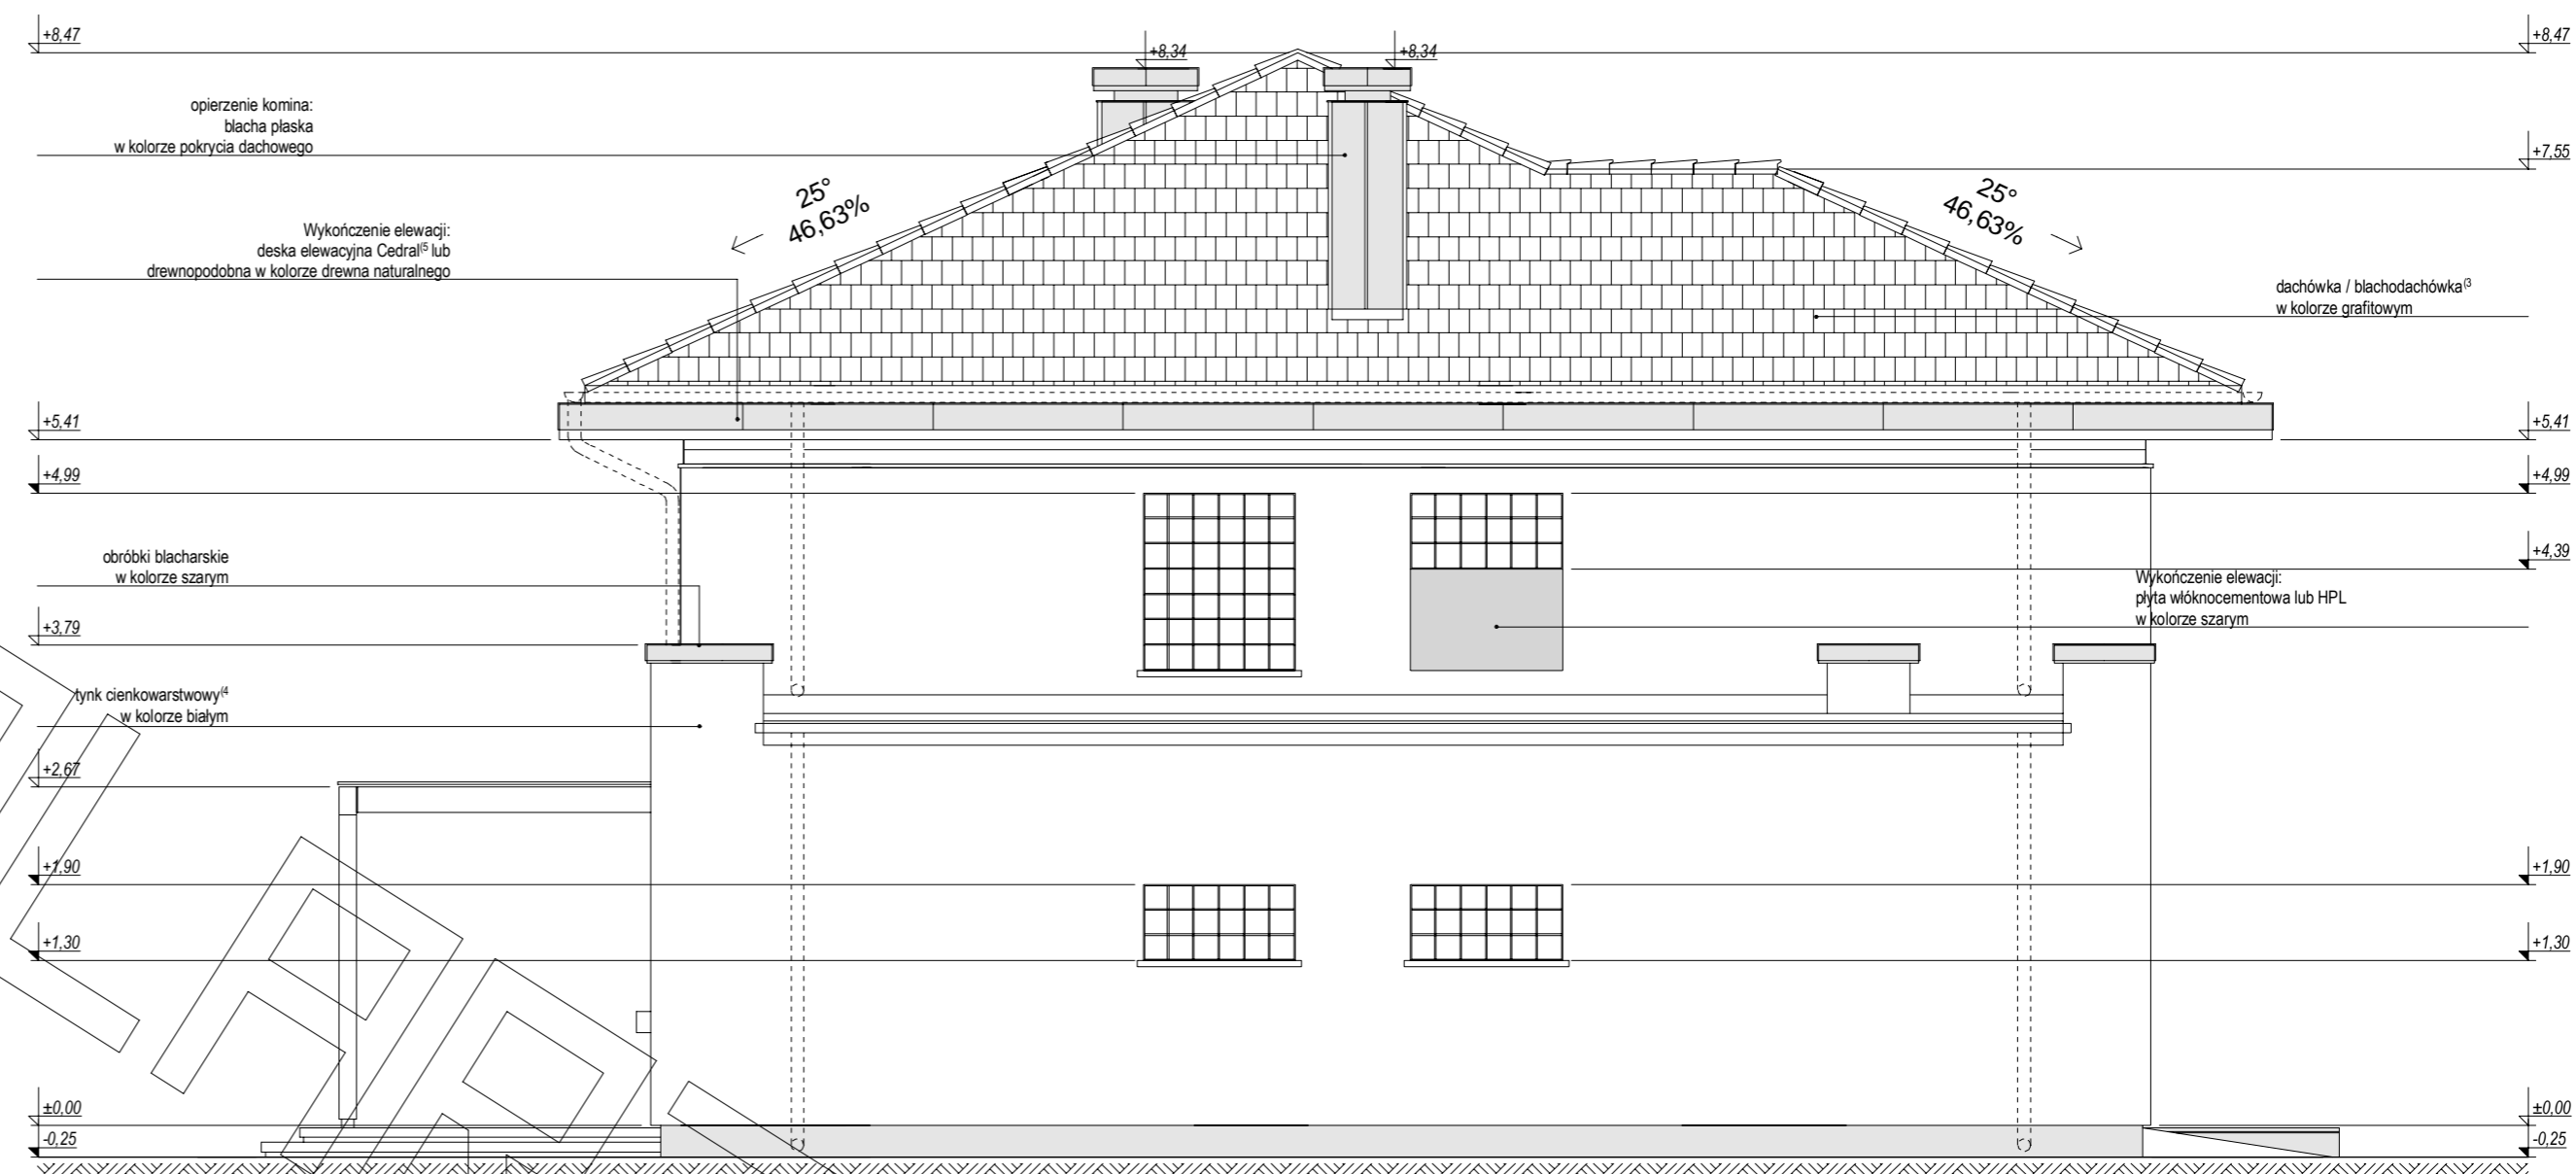 +8,47
+8,34
+8,34
+8,47
opierzenie komina:
blacha płaska
w kolorze pokrycia dachowego
+7,55
25°
46,63%
25°
46,63%
Wykończenie elewacji:
deska elewacyjna Cedral(5 lub
drewnopodobna w kolorze drewna naturalnego
dachówka / blachodachówka(3
w kolorze grafitowym
+5,41
+5,41
+4,99
+4,99
obróbki blacharskie
w kolorze szarym
+4,39
Wykończenie elewacji:
płyta włóknocementowa lub HPL
w kolorze szarym
+3,79
tynk cienkowarstwowy(4
w kolorze białym
+2,67
+1,90
+1,90
+1,30
+1,30
±0,00
±0,00
-0,25
-0,25